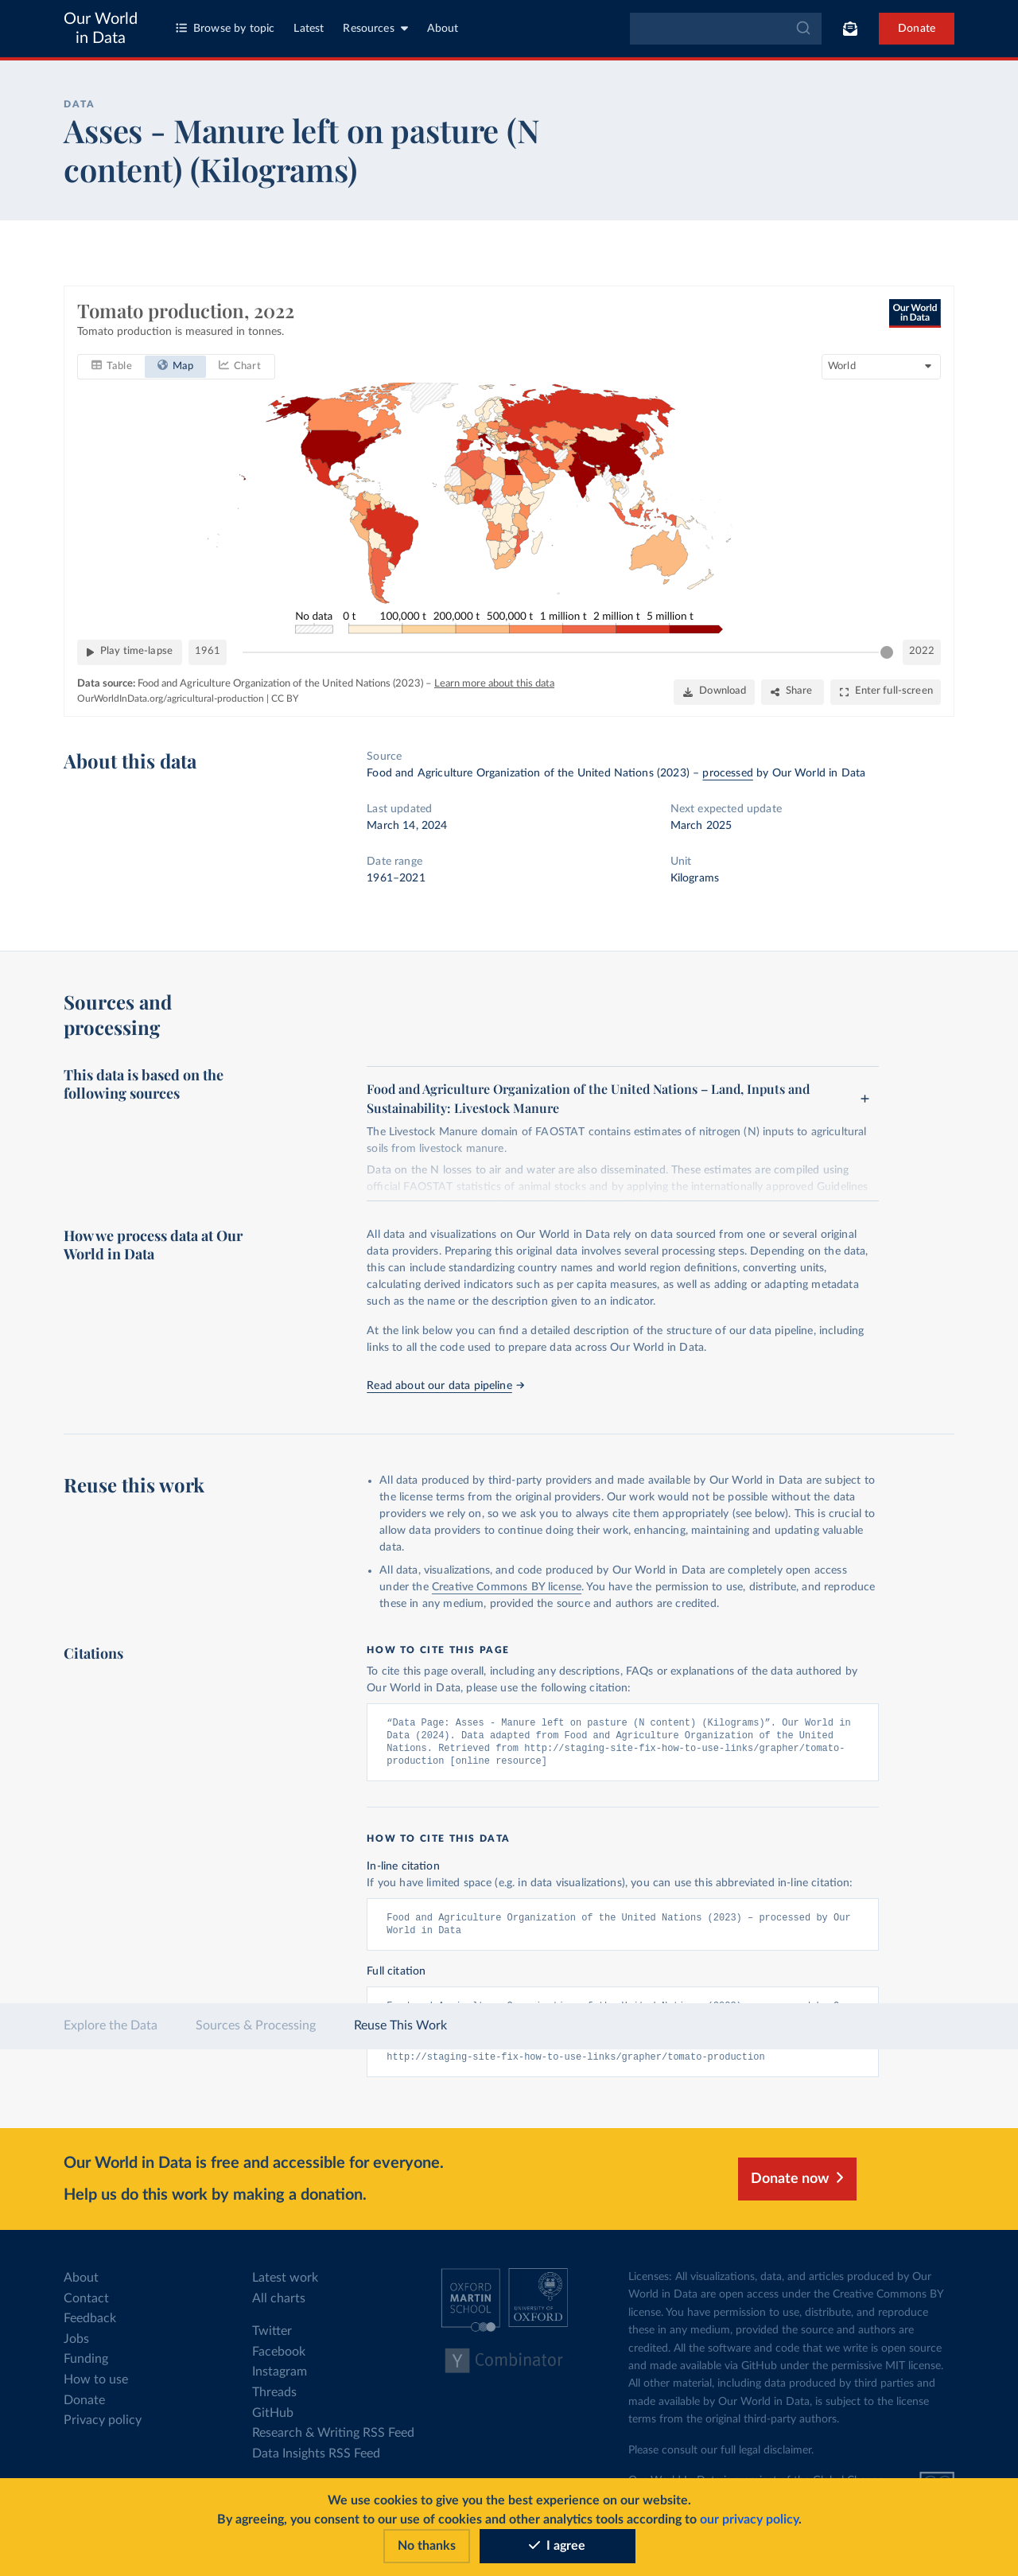 Our World
in Data
Browse by topic
Latest
Resources
About
Donate
DATA
Asses - Manure left on pasture (N
content) (Kilograms)
Tomato production, 2022
Tomato production is measured in tonnes.
Our World
in Data
Table
Map
Chart
World
No data
0 t
100,000 t
200,000 t
500,000 t
1 million t
2 million t
5 million t
Play time-lapse
1961
2022
Data source: Food and Agriculture Organization of the United Nations (2023) – Learn more about this data
OurWorldInData.org/agricultural-production | CC BY
Download
Share
Enter full-screen
About this data
Source
Food and Agriculture Organization of the United Nations (2023) – processed by Our World in Data
Last updated
March 14, 2024
Next expected update
March 2025
Date range
1961–2021
Unit
Kilograms
Sources and
processing
This data is based on the
following sources
Food and Agriculture Organization of the United Nations – Land, Inputs and
Sustainability: Livestock Manure
The Livestock Manure domain of FAOSTAT contains estimates of nitrogen (N) inputs to agricultural
soils from livestock manure.
Data on the N losses to air and water are also disseminated. These estimates are compiled using
official FAOSTAT statistics of animal stocks and by applying the internationally approved Guidelines
How we process data at Our
World in Data
All data and visualizations on Our World in Data rely on data sourced from one or several original
data providers. Preparing this original data involves several processing steps. Depending on the data,
this can include standardizing country names and world region definitions, converting units,
calculating derived indicators such as per capita measures, as well as adding or adapting metadata
such as the name or the description given to an indicator.
At the link below you can find a detailed description of the structure of our data pipeline, including
links to all the code used to prepare data across Our World in Data.
Read about our data pipeline
Reuse this work
All data produced by third-party providers and made available by Our World in Data are subject to
the license terms from the original providers. Our work would not be possible without the data
providers we rely on, so we ask you to always cite them appropriately (see below). This is crucial to
allow data providers to continue doing their work, enhancing, maintaining and updating valuable
data.
All data, visualizations, and code produced by Our World in Data are completely open access
under the Creative Commons BY license. You have the permission to use, distribute, and reproduce
these in any medium, provided the source and authors are credited.
Citations
HOW TO CITE THIS PAGE
To cite this page overall, including any descriptions, FAQs or explanations of the data authored by
Our World in Data, please use the following citation:
“Data Page: Asses - Manure left on pasture (N content) (Kilograms)”. Our World in
Data (2024). Data adapted from Food and Agriculture Organization of the United
Nations. Retrieved from http://staging-site-fix-how-to-use-links/grapher/tomato-
production [online resource]
HOW TO CITE THIS DATA
In-line citation
If you have limited space (e.g. in data visualizations), you can use this abbreviated in-line citation:
Food and Agriculture Organization of the United Nations (2023) – processed by Our
World in Data
Full citation
Explore the Data
Sources & Processing
Reuse This Work
http://staging-site-fix-how-to-use-links/grapher/tomato-production
Our World in Data is free and accessible for everyone.
Help us do this work by making a donation.
Donate now
About
Contact
Feedback
Jobs
Funding
How to use
Donate
Privacy policy
Latest work
All charts
Twitter
Facebook
Instagram
Threads
GitHub
Research & Writing RSS Feed
Data Insights RSS Feed
OXFORD
MARTIN
SCHOOL
UNIVERSITY OF
OXFORD
Y Combinator
Licenses: All visualizations, data, and articles produced by Our
World in Data are open access under the Creative Commons BY
license. You have permission to use, distribute, and reproduce
these in any medium, provided the source and authors are
credited. All the software and code that we write is open source
and made available via GitHub under the permissive MIT license.
All other material, including data produced by third parties and
made available by Our World in Data, is subject to the license
terms from the original third-party authors.
Please consult our full legal disclaimer.
We use cookies to give you the best experience on our website.
By agreeing, you consent to our use of cookies and other analytics tools according to our privacy policy.
No thanks
I agree